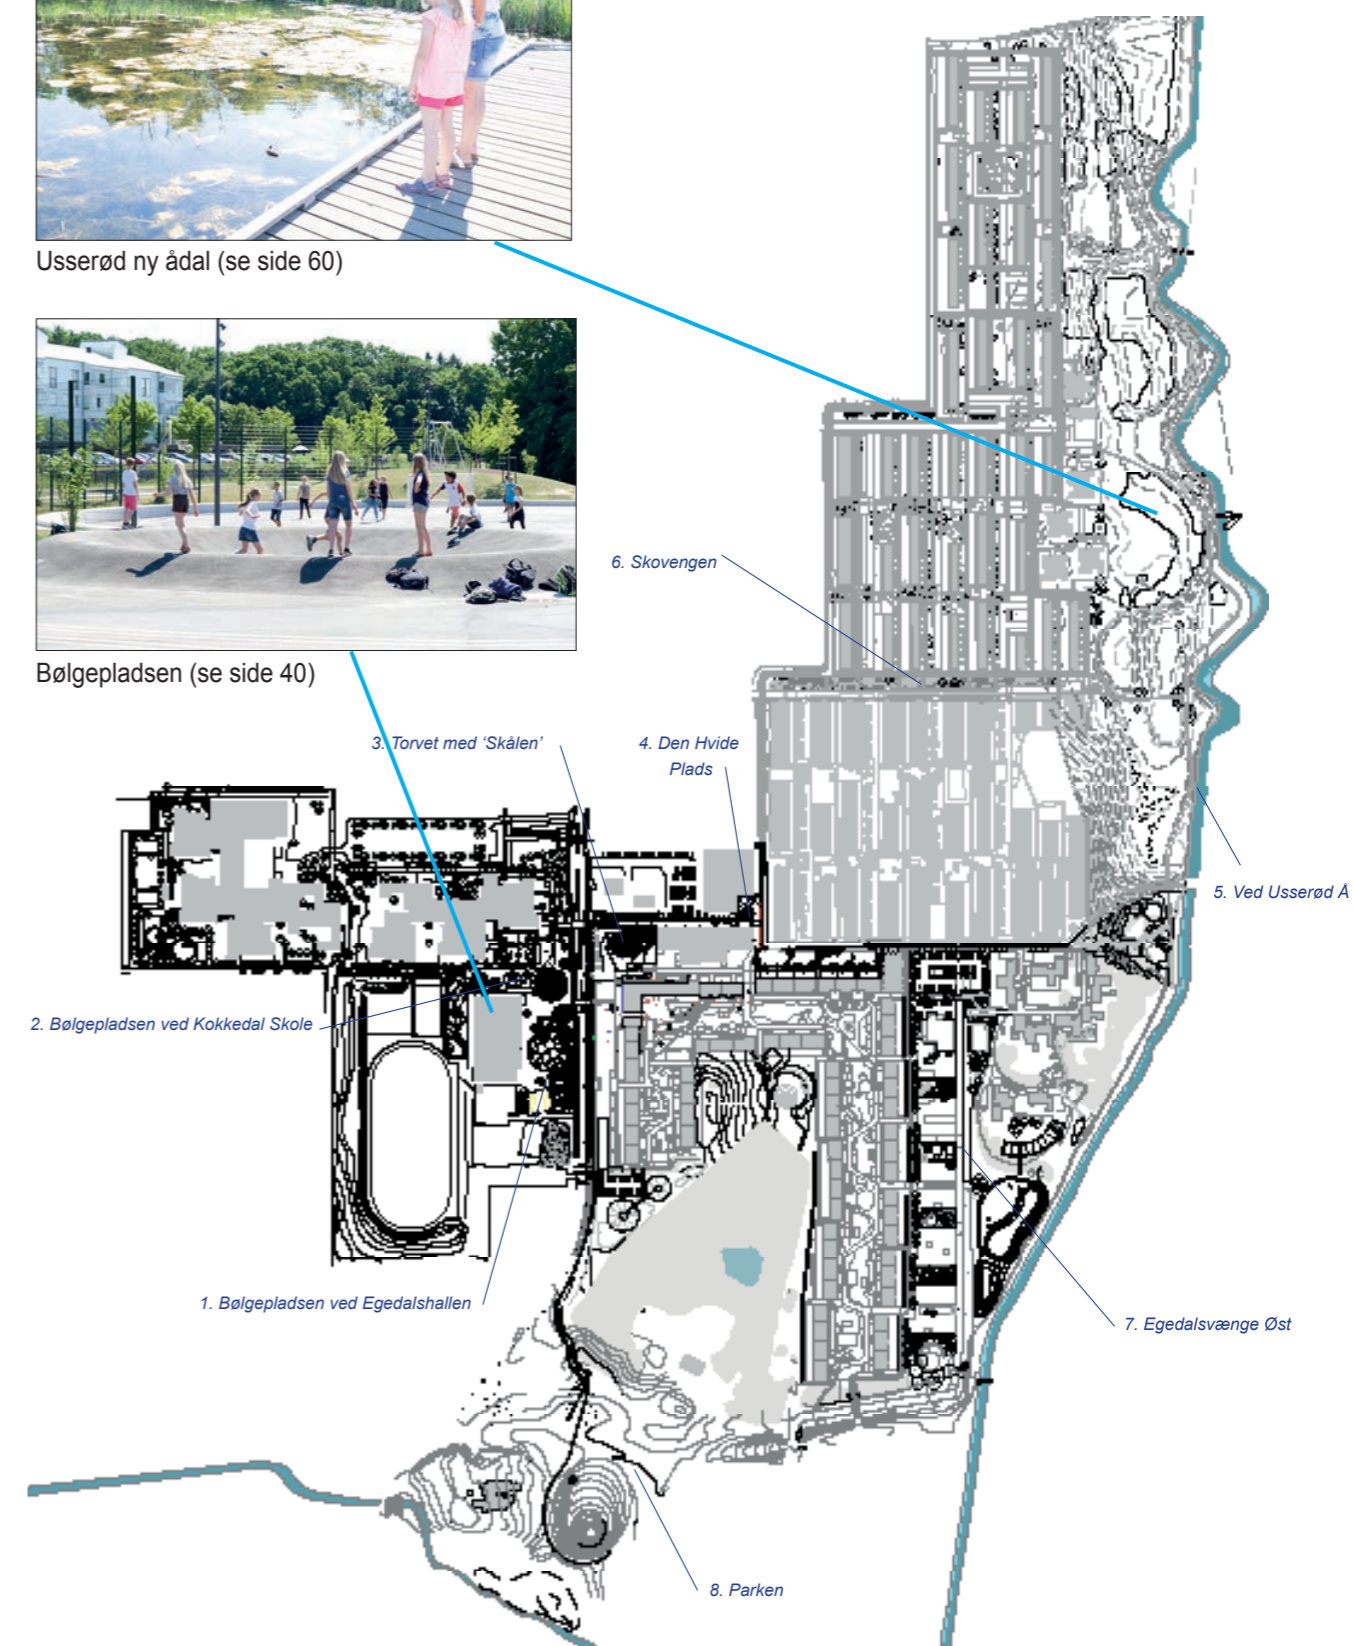 Usserød ny ådal (se side 60)
Bølgepladsen (se side 40)
6. Skovengen
3. Torvet med ‘Skålen’
4. Den Hvide
Plads
5. Ved Usserød Å
2. Bølgepladsen ved Kokkedal Skole
1. Bølgepladsen ved Egedalshallen
7. Egedalsvænge Øst
8. Parken